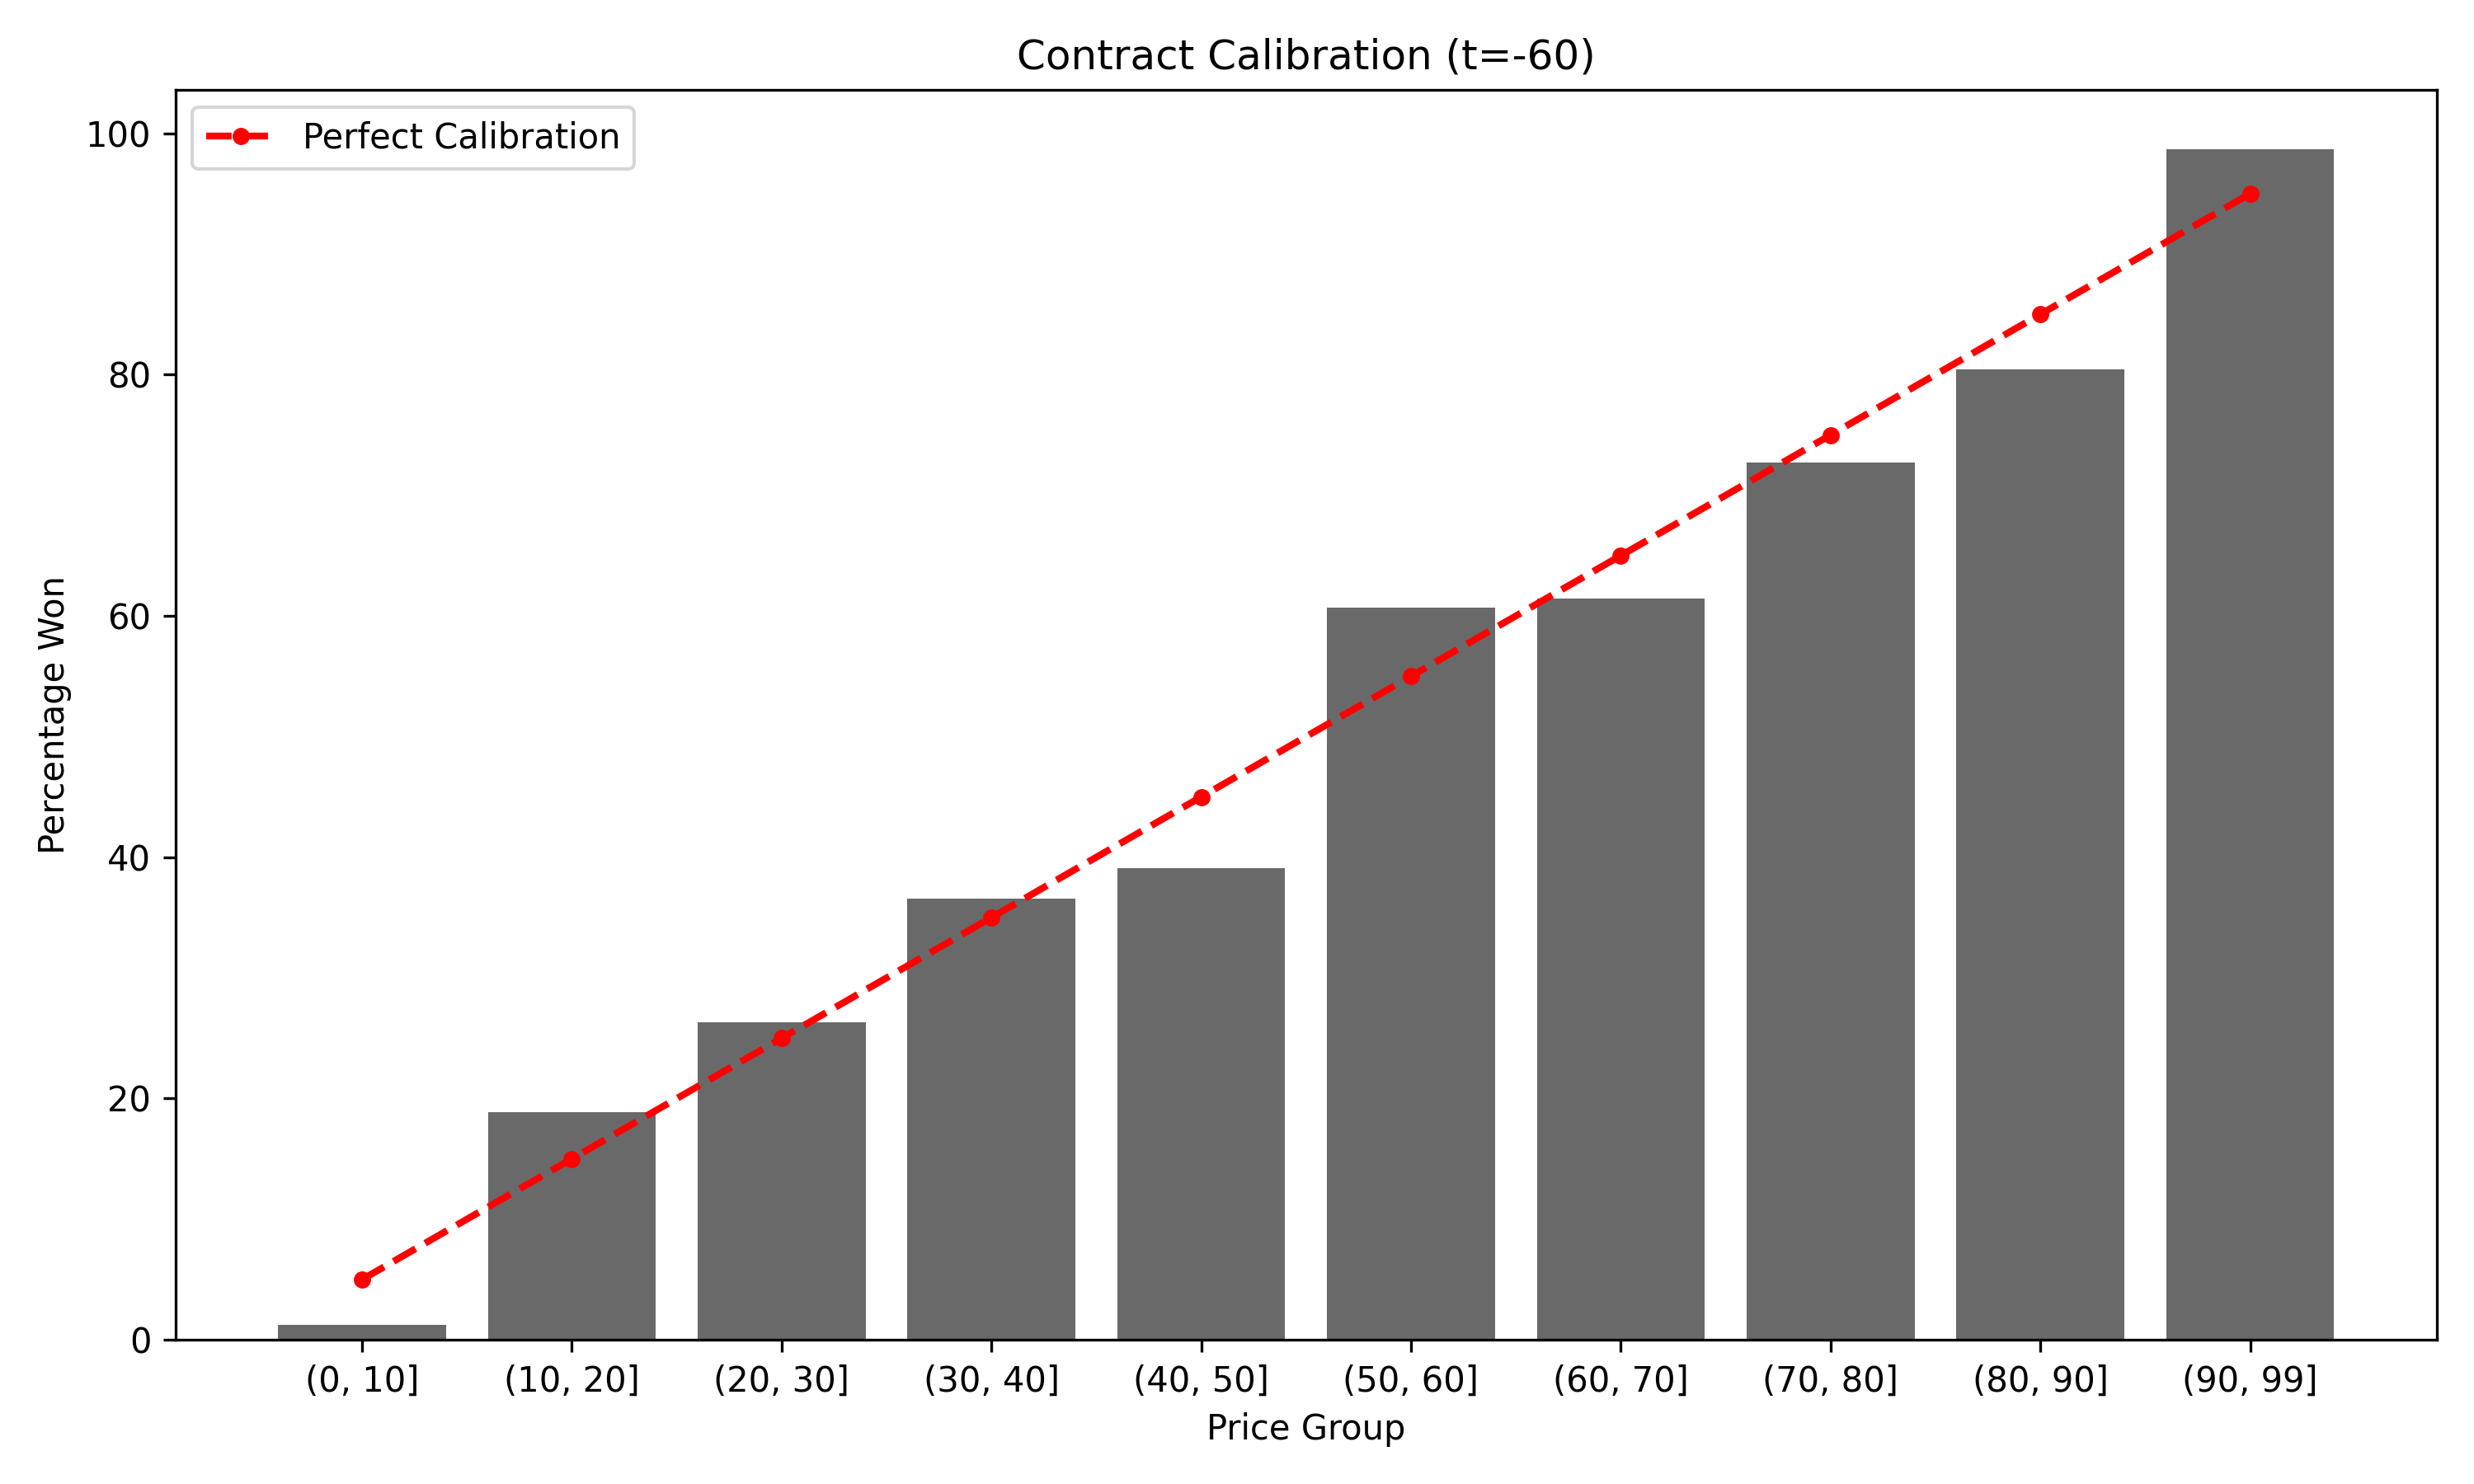 Contract Calibration (t=-60)
Perfect Calibration
Percentage Won
100
80
60
40
20
0
(0, 10] (10, 20] (20, 30] (30, 40] (40, 50] (50, 60] (60, 70] (70, 80] (80, 90] (90, 99]
Price Group